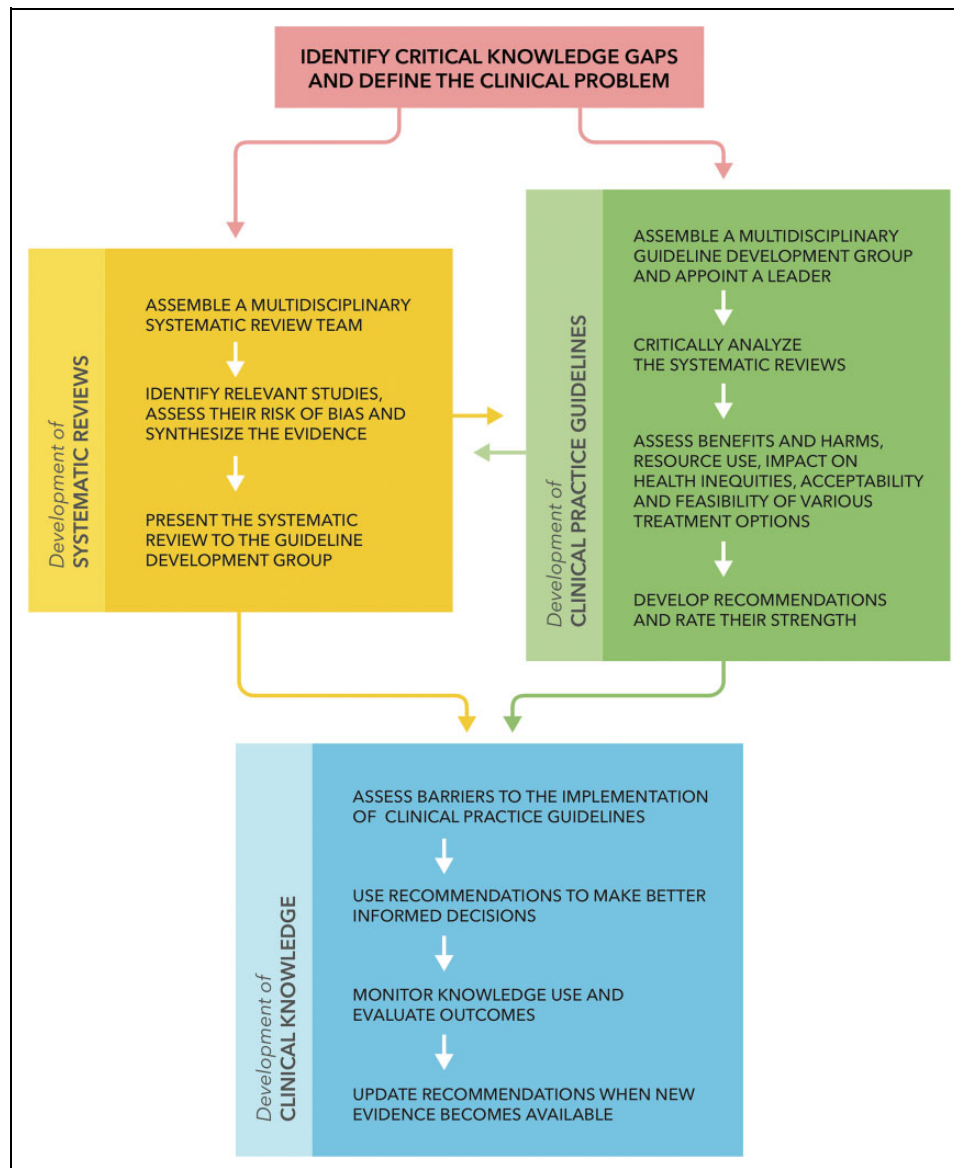 IDENTIFY CRITICAL KNOWLEDGE GAPS
AND DEFINE THE CLINICAL PROBLEM
Development of
SYSTEMATIC REVIEWS
ASSEMBLE A MULTIDISCIPLINARY
SYSTEMATIC REVIEW TEAM
IDENTIFY RELEVANT STUDIES,
ASSESS THEIR RISK OF BIAS AND
SYNTHESIZE THE EVIDENCE
PRESENT THE SYSTEMATIC
REVIEW TO THE GUIDELINE
DEVELOPMENT GROUP
Development of
CLINICAL PRACTICE GUIDELINES
ASSEMBLE A MULTIDISCIPLINARY
GUIDELINE DEVELOPMENT GROUP
AND APPOINT A LEADER
CRITICALLY ANALYZE
THE SYSTEMATIC REVIEWS
ASSESS BENEFITS AND HARMS,
RESOURCE USE, IMPACT ON
HEALTH INEQUITIES, ACCEPTABILITY
AND FEASIBILITY OF VARIOUS
TREATMENT OPTIONS
DEVELOP RECOMMENDATIONS
AND RATE THEIR STRENGTH
Development of
CLINICAL KNOWLEDGE
ASSESS BARRIERS TO THE IMPLEMENTATION
OF CLINICAL PRACTICE GUIDELINES
USE RECOMMENDATIONS TO MAKE BETTER
INFORMED DECISIONS
MONITOR KNOWLEDGE USE AND
EVALUATE OUTCOMES
UPDATE RECOMMENDATIONS WHEN NEW
EVIDENCE BECOMES AVAILABLE